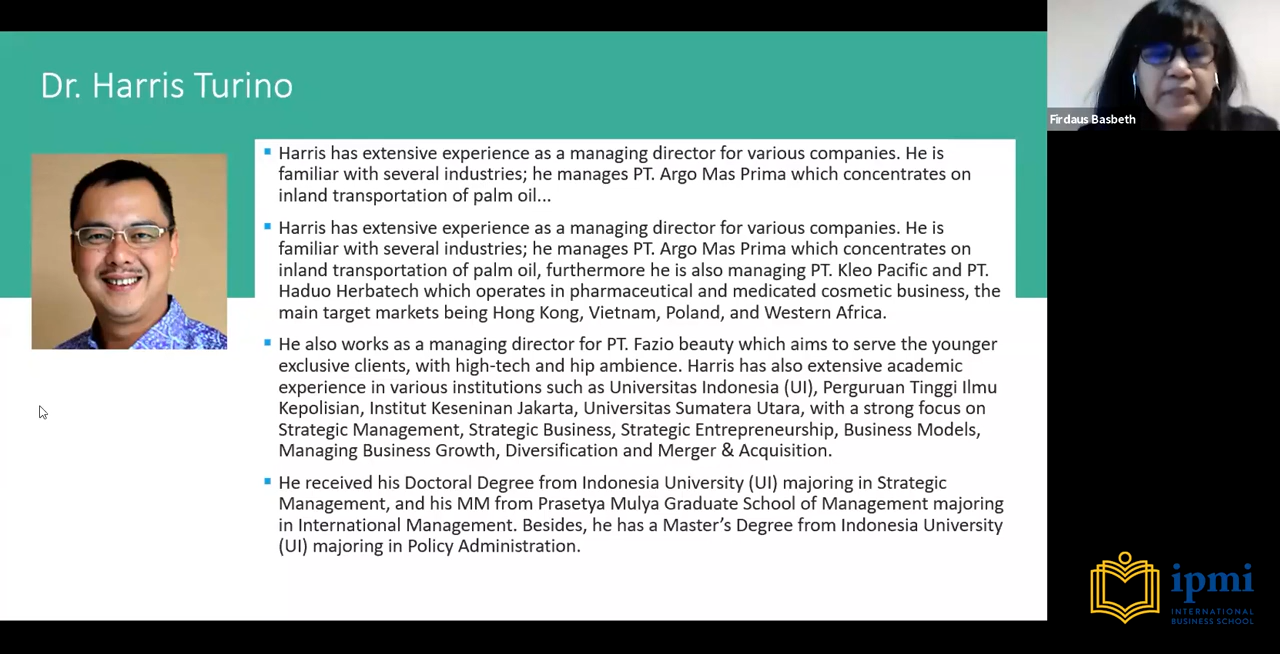 Dr. Harris Turino
Harris has extensive experience as a managing director for various companies. He is
familiar with several industries; he manages PT. Argo Mas Prima which concentrates on
inland transportation of palm oil...
Harris has extensive experience as a managing director for various companies. He is
familiar with several industries; he manages PT. Argo Mas Prima which concentrates on
inland transportation of palm oil, furthermore he is also managing PT. Kleo Pacific and PT.
Haduo Herbatech which operates in pharmaceutical and medicated cosmetic business, the
main target markets being Hong Kong, Vietnam, Poland, and Western Africa.
He also works as a managing director for PT. Fazio beauty which aims to serve the younger
exclusive clients, with high-tech and hip ambience. Harris has also extensive academic
experience in various institutions such as Universitas Indonesia (UI), Perguruan Tinggi Ilmu
Kepolisian, Institut Keseninan Jakarta, Universitas Sumatera Utara, with a strong focus on
Strategic Management, Strategic Business, Strategic Entrepreneurship, Business Models,
Managing Business Growth, Diversification and Merger & Acquisition.
He received his Doctoral Degree from Indonesia University (UI) majoring in Strategic
Management, and his MM from Prasetya Mulya Graduate School of Management majoring
in International Management. Besides, he has a Master’s Degree from Indonesia University
(UI) majoring in Policy Administration.
Firdaus Basbeth
ipmi
INTERNATIONAL
BUSINESS SCHOOL